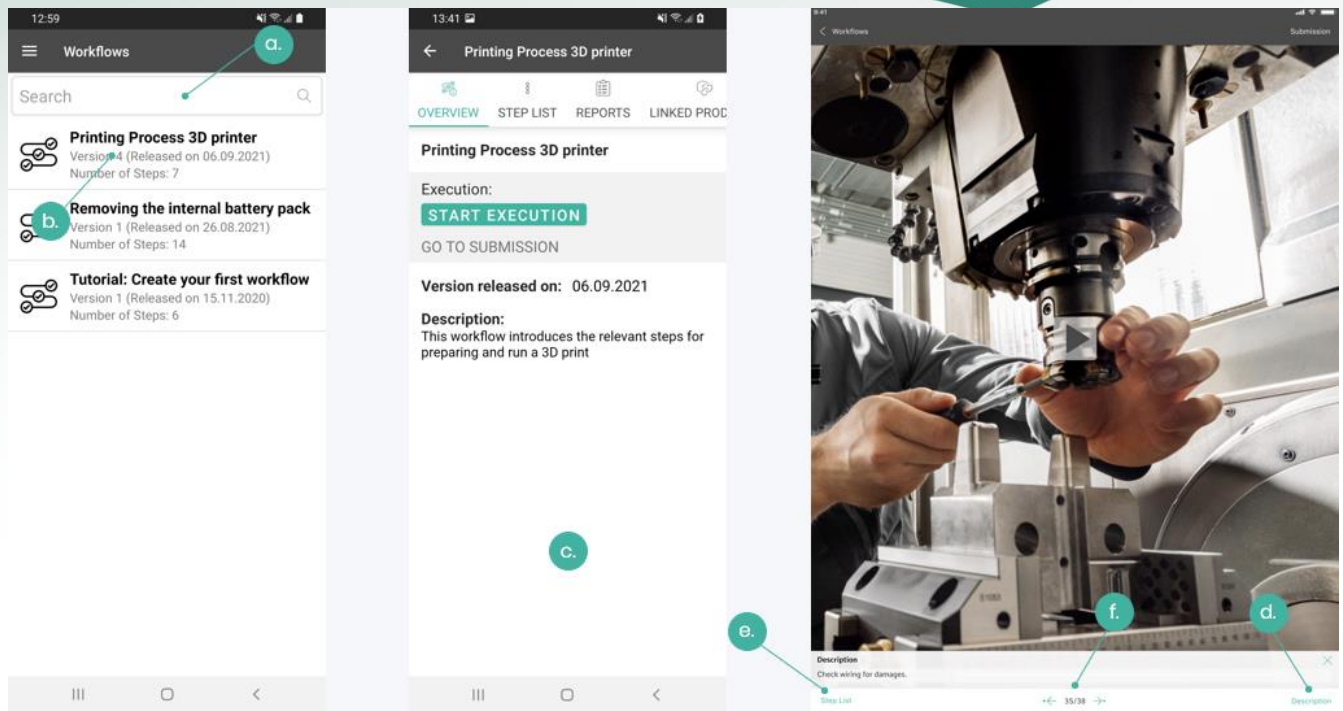 12:59
Workflows
a.
Search
Printing Process 3D printer
Version 4 (Released on 06.09.2021)
Number of Steps: 7
b.
Removing the internal battery pack
Version 1 (Released on 26.08.2021)
Number of Steps: 14
Tutorial: Create your first workflow
Version 1 (Released on 15.11.2020)
Number of Steps: 6
13:41
Printing Process 3D printer
OVERVIEW STEP LIST REPORTS LINKED PROD
Printing Process 3D printer
Execution:
START EXECUTION
GO TO SUBMISSION
Version released on: 06.09.2021
Description:
This workflow introduces the relevant steps for
preparing and run a 3D print
c.
9:41
Workflows Submission
f.
d.
e.
Description
Check wiring for damages.
Step List 35/38 Description